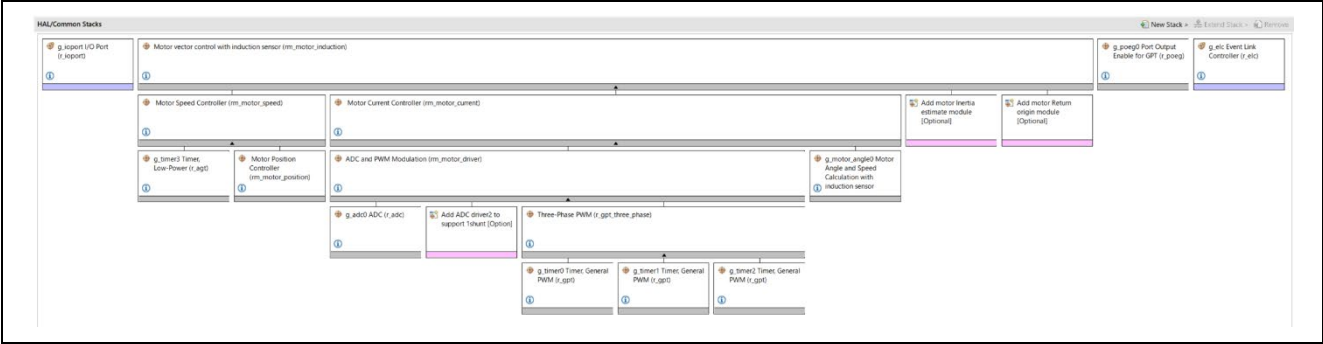 HAL/Common Stacks
New Stack >
Extend Stack >
Remove
g_ioport I/O Port
(r_ioport)
Motor vector control with induction sensor (rm_motor_induction)
g_poeg0 Port Output
Enable for GPT (r_poeg)
g_elc Event Link
Controller (r_elc)
Motor Speed Controller (rm_motor_speed)
Motor Current Controller (rm_motor_current)
Add motor Inertia
estimate module
[Optional]
Add motor Return
origin module
[Optional]
g_timer3 Timer,
Low-Power (r_agt)
Motor Position
Controller
(rm_motor_position)
ADC and PWM Modulation (rm_motor_driver)
g_motor_angle0 Motor
Angle and Speed
Calculation with
induction sensor
g_adc0 ADC (r_adc)
Add ADC driver2 to
support 1shunt [Option]
Three-Phase PWM (r_gpt_three_phase)
g_timer0 Timer, General
PWM (r_gpt)
g_timer1 Timer, General
PWM (r_gpt)
g_timer2 Timer, General
PWM (r_gpt)